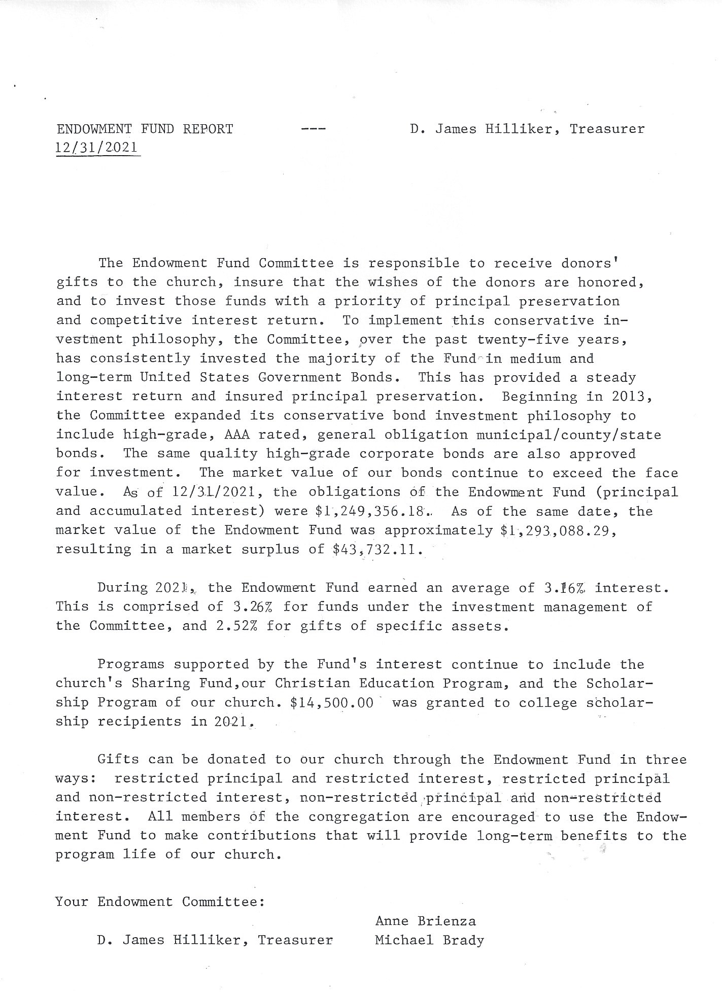 ENDOWMENT FUND REPORT --- D. James Hilliker, Treasurer
12/31/2021
The Endowment Fund Committee is responsible to receive donors'
gifts to the church, insure that the wishes of the donors are honored,
and to invest those funds with a priority of principal preservation
and competitive interest return. To implement this conservative in-
vestment philosophy, the Committee, over the past twenty-five years,
has consistently invested the majority of the Fund in medium and
long-term United States Government Bonds. This has provided a steady
interest return and insured principal preservation. Beginning in 2013,
the Committee expanded its conservative bond investment philosophy to
include high-grade, AAA rated, general obligation municipal/county/state
bonds. The same quality high-grade corporate bonds are also approved
for investment. The market value of our bonds continue to exceed the face
value. As of 12/31/2021, the obligations of the Endowment Fund (principal
and accumulated interest) were $1,249,356.18. As of the same date, the
market value of the Endowment Fund was approximately $1,293,088.29,
resulting in a market surplus of $43,732.11.
During 2021, the Endowment Fund earned an average of 3.16% interest.
This is comprised of 3.26% for funds under the investment management of
the Committee, and 2.52% for gifts of specific assets.
Programs supported by the Fund's interest continue to include the
church's Sharing Fund,our Christian Education Program, and the Scholar-
ship Program of our church. $14,500.00 was granted to college scholar-
ship recipients in 2021.
Gifts can be donated to our church through the Endowment Fund in three
ways: restricted principal and restricted interest, restricted principal
and non-restricted interest, non-restricted principal and non-restricted
interest. All members of the congregation are encouraged to use the Endow-
ment Fund to make contributions that will provide long-term benefits to the
program life of our church.
Your Endowment Committee:
Anne Brienza
D. James Hilliker, Treasurer Michael Brady